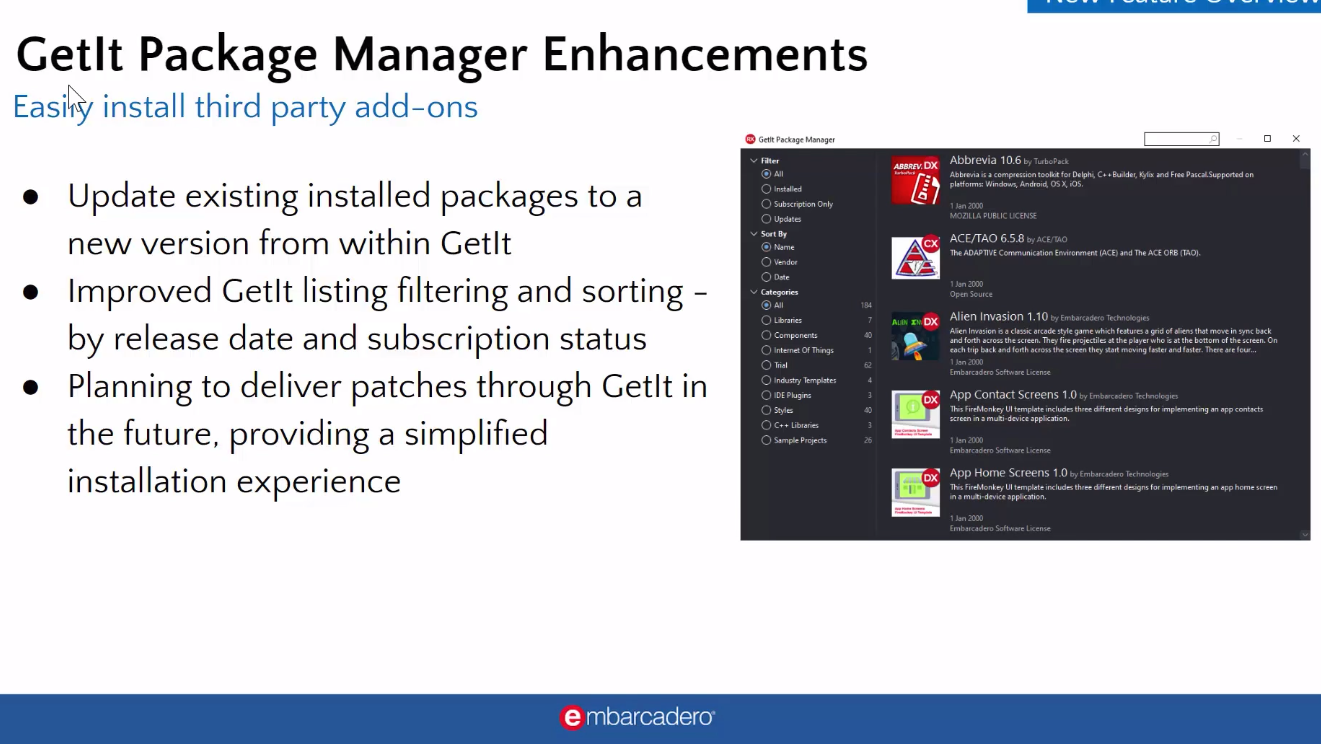 New Feature Overview
GetIt Package Manager Enhancements
Easily install third party add-ons
● Update existing installed packages to a
new version from within GetIt
● Improved GetIt listing filtering and sorting -
by release date and subscription status
● Planning to deliver patches through GetIt in
the future, providing a simplified
installation experience
RX GetIt Package Manager
Filter
All
Installed
Subscription Only
Updates
Sort By
Name
Vendor
Date
Categories
All 184
Libraries 7
Components 40
Internet Of Things 1
Trial 62
Industry Templates 4
IDE Plugins 3
Styles 40
C++ Libraries 3
Sample Projects 26
ABBREV. DX
Abbrevia 10.6 by TurboPack
Abbrevia is a compression toolkit for Delphi, C++Builder, Kylix and Free Pascal.Supported on
platforms: Windows, Android, OS X, iOS.
1 Jan 2000
MOZILLA PUBLIC LICENSE
CX
ACE/TAO 6.5.8 by ACE/TAO
The ADAPTIVE Communication Environment (ACE) and The ACE ORB (TAO).
1 Jan 2000
Open Source
DX
Alien Invasion 1.10 by Embarcadero Technologies
Alien Invasion is a classic arcade style game which features a grid of aliens that move in sync back
and forth across the screen. They fire projectiles at the player who is at the bottom of the screen. On
each trip back and forth across the screen they start moving faster and faster. There are four...
1 Jan 2000
Embarcadero Software License
DX
App Contact Screens 1.0 by Embarcadero Technologies
This FireMonkey UI template includes three different designs for implementing an app contacts
screen in a multi-device application.
1 Jan 2000
Embarcadero Software License
DX
App Home Screens 1.0 by Embarcadero Technologies
This FireMonkey UI template includes three different designs for implementing an app home screen
in a multi-device application.
1 Jan 2000
Embarcadero Software License
embarcadero®